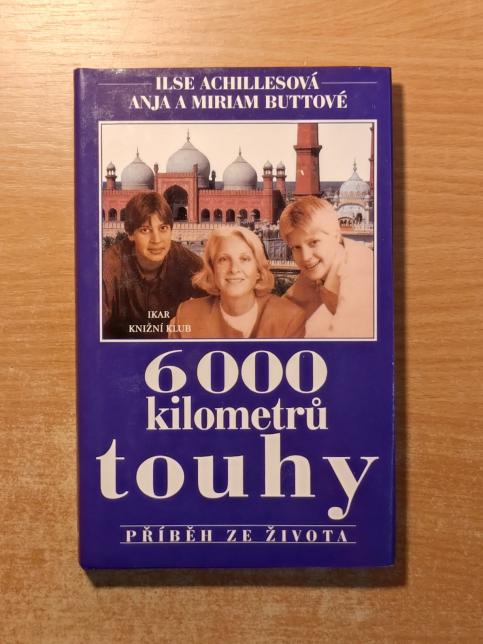 ILSE ACHILLESOVÁ
ANJA A MIRIAM BUTTOVÉ
IKAR
KNIŽNÍ KLUB
6 000
kilometrů
touhy
PŘÍBĚH ZE ŽIVOTA